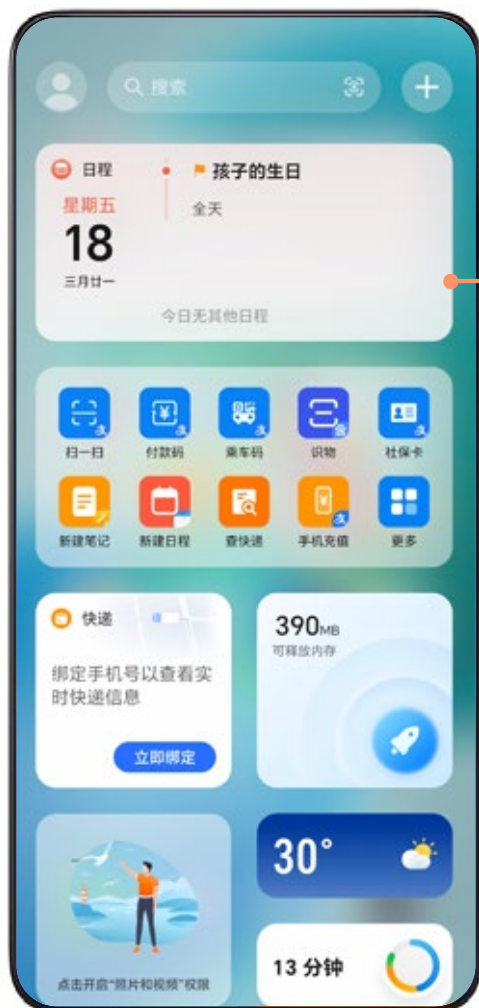 搜索
日程
星期五
18
三月廿一
孩子的生日
全天
今日无其他日程
扫一扫
付款码
乘车码
识物
社保卡
新建笔记
新建日程
查快递
手机充值
更多
快递
绑定手机号以查看实
时快递信息
立即绑定
390MB
可释放内存
点击开启“照片和视频”权限
30°
13 分钟